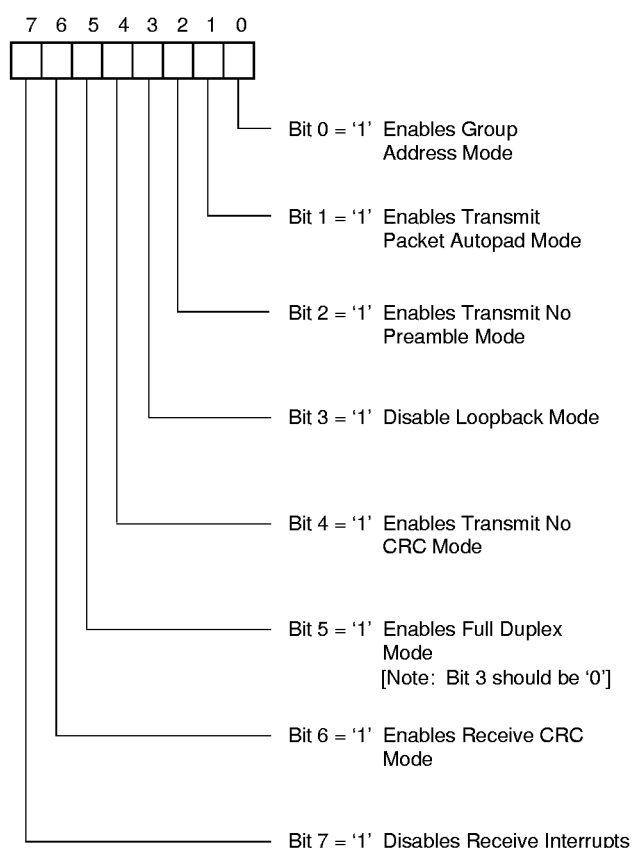 7 6 5 4 3 2 1 0
Bit 0 = ‘1’ Enables Group
Address Mode
Bit 1 = ‘1’ Enables Transmit
Packet Autopad Mode
Bit 2 = ‘1’ Enables Transmit No
Preamble Mode
Bit 3 = ‘1’ Disable Loopback Mode
Bit 4 = ‘1’ Enables Transmit No
CRC Mode
Bit 5 = ‘1’ Enables Full Duplex
Mode
[Note: Bit 3 should be ‘0’]
Bit 6 = ‘1’ Enables Receive CRC
Mode
Bit 7 = ‘1’ Disables Receive Interrupts